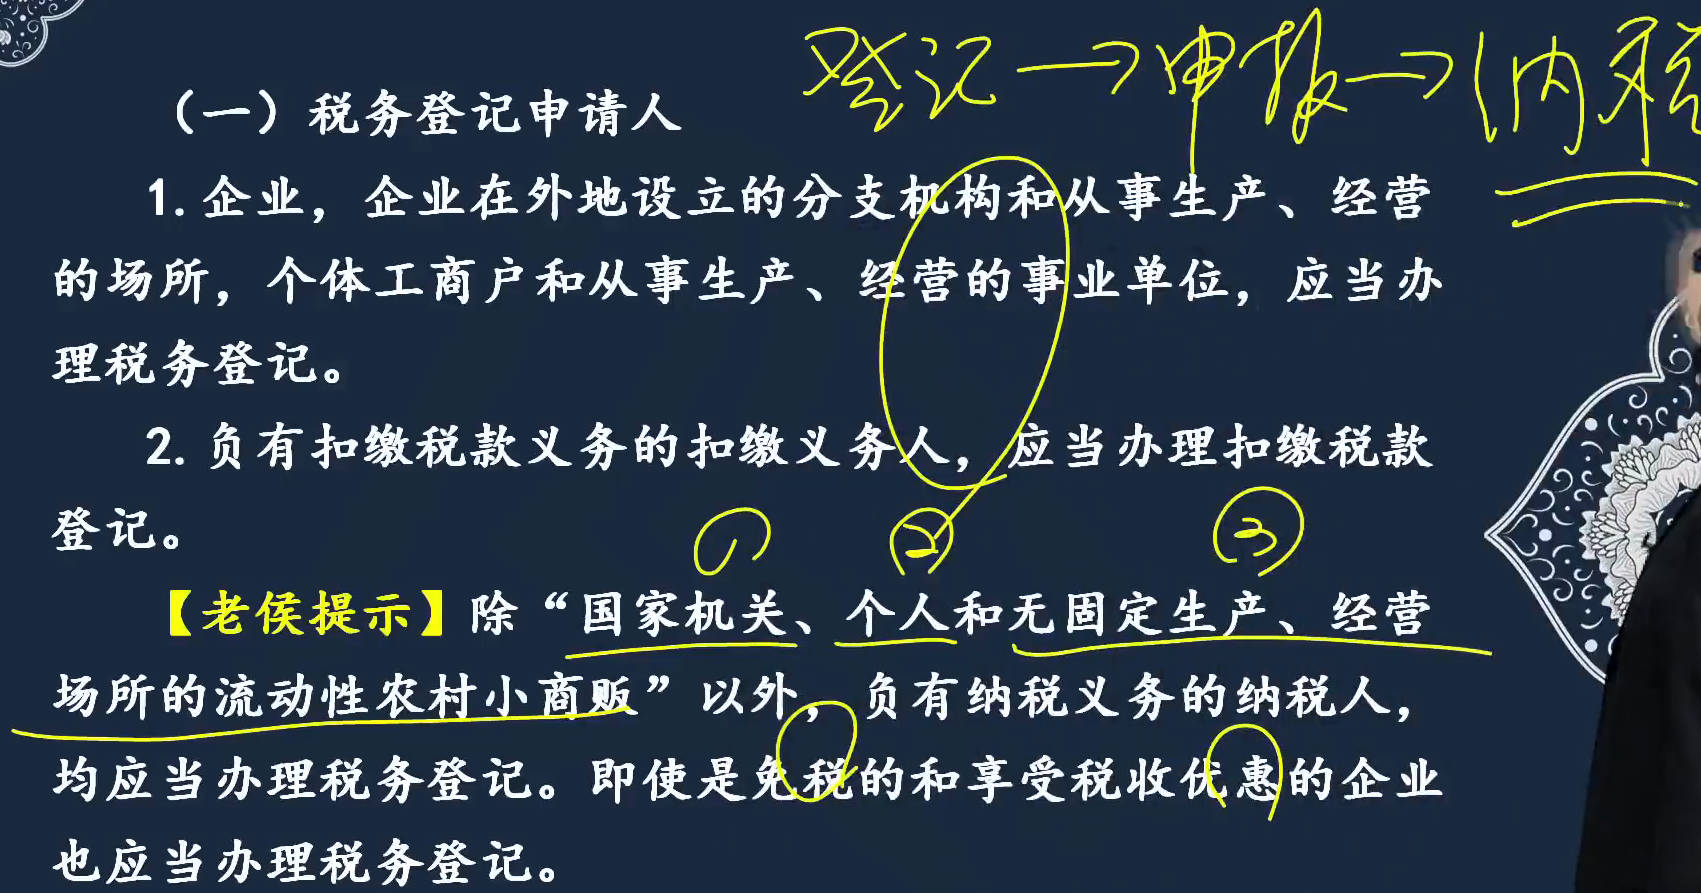 登记→申报→纳税
（一）税务登记申请人
1.企业，企业在外地设立的分支机构和从事生产、经营
的场所，个体工商户和从事生产、经营的事业单位，应当办
理税务登记。
2.负有扣缴税款义务的扣缴义务人，应当办理扣缴税款
登记。
① ② ③
【老侯提示】除“国家机关、个人和无固定生产、经营
场所的流动性农村小商贩”以外，负有纳税义务的纳税人，
均应当办理税务登记。即使是免税的和享受税收优惠的企业
也应当办理税务登记。